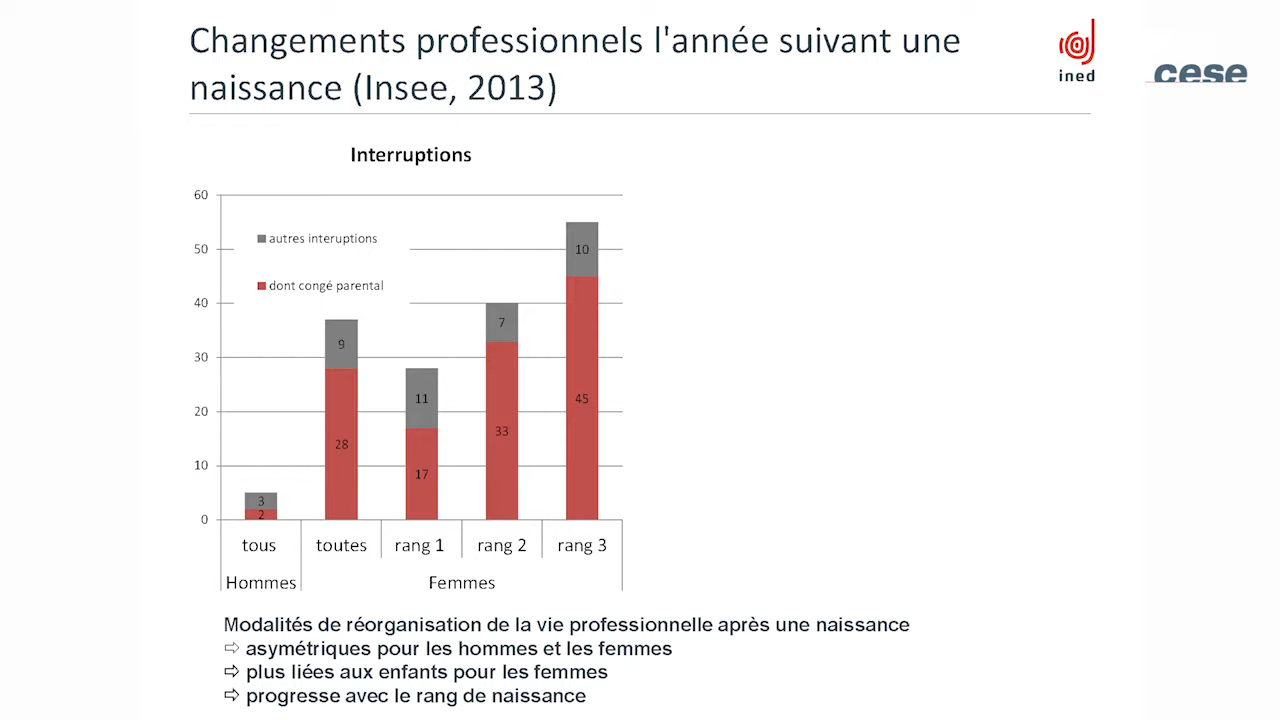 Changements professionnels l'année suivant une
naissance (Insee, 2013)
ined
cese
Interruptions
60
50
40
30
20
10
0
autres interuptions
dont congé parental
3
2
9
28
11
17
7
33
10
45
tous
toutes
rang 1
rang 2
rang 3
Hommes
Femmes
Modalités de réorganisation de la vie professionnelle après une naissance
⇨ asymétriques pour les hommes et les femmes
⇨ plus liées aux enfants pour les femmes
⇨ progresse avec le rang de naissance